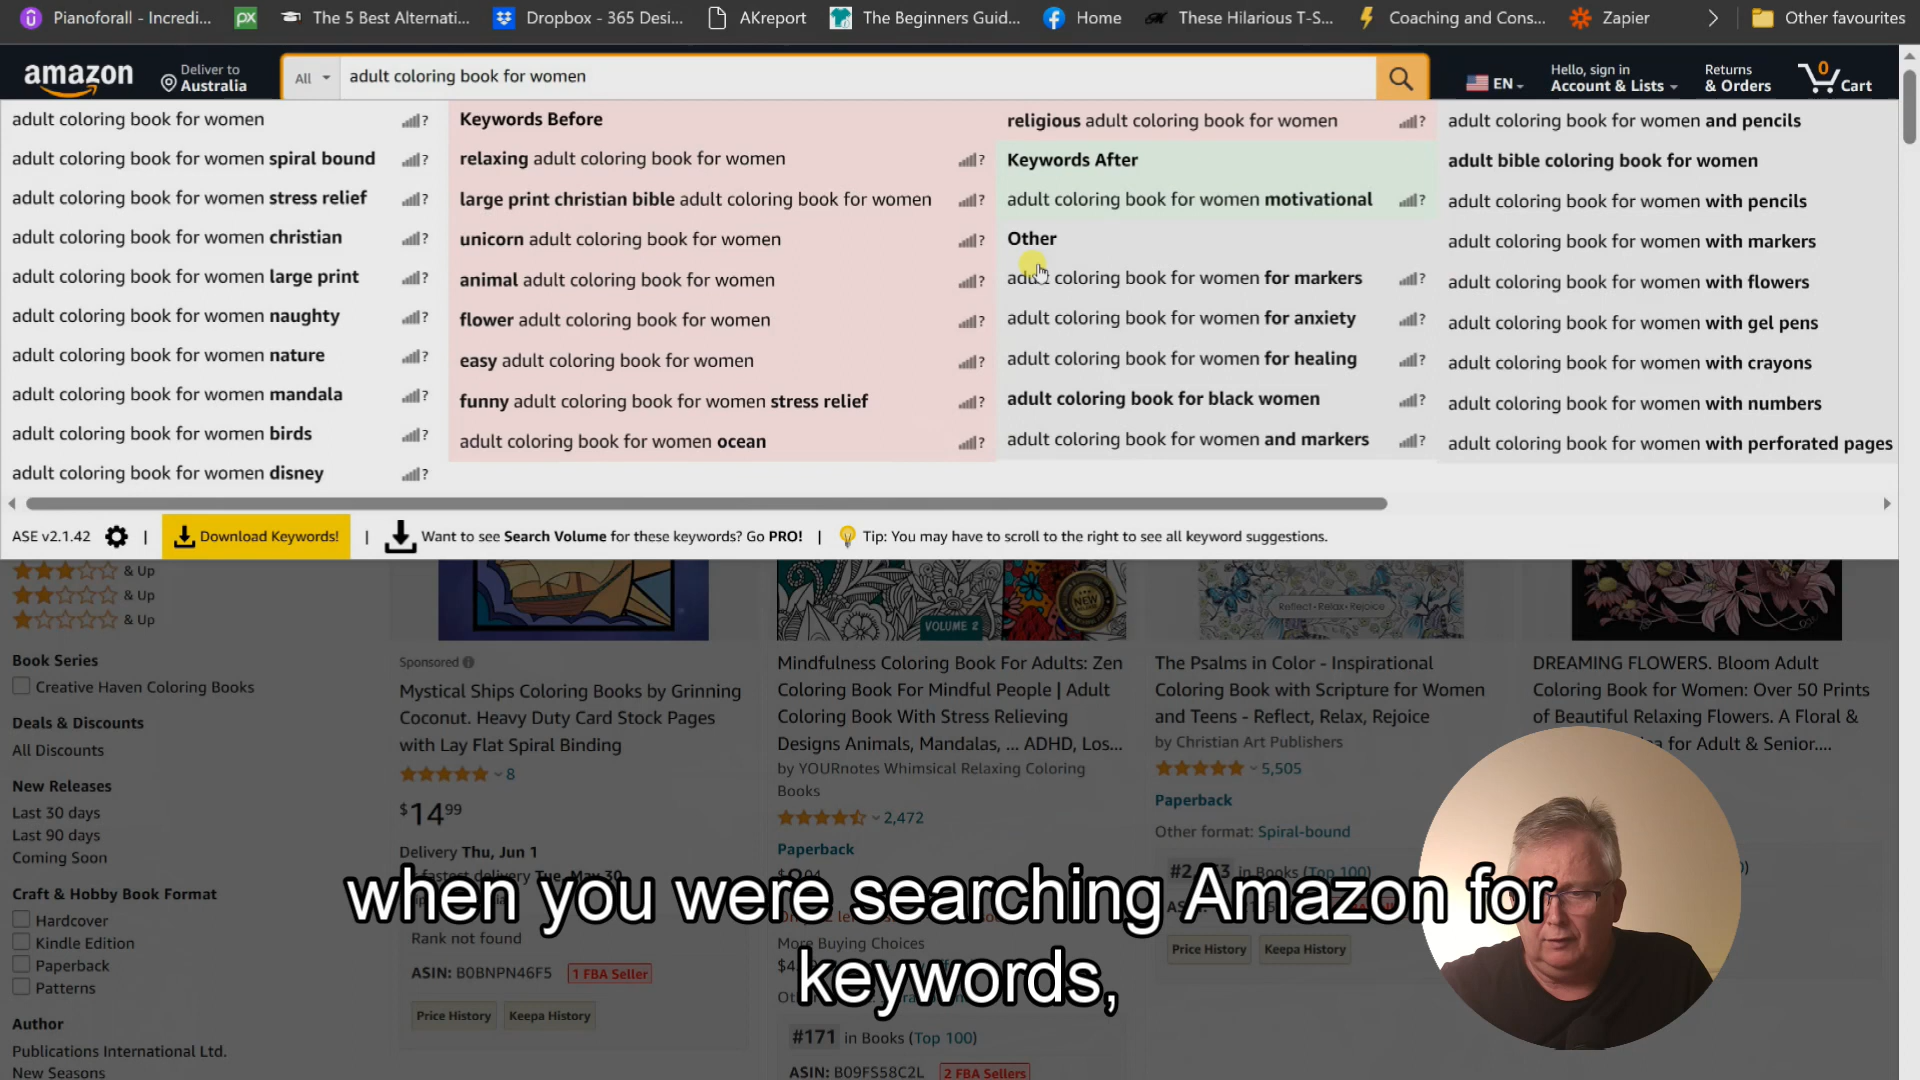 Pianoforall - Incredi...
The 5 Best Alternati...
Dropbox - 365 Desi...
AKreport
The Beginners Guid...
Home
These Hilarious T-S...
Coaching and Cons...
Zapier
Other favourites
amazon
Deliver to
Australia
All
adult coloring book for women
EN
Hello, sign in
Account & Lists
Returns
& Orders
0
Cart
adult coloring book for women
adult coloring book for women spiral bound
adult coloring book for women stress relief
adult coloring book for women christian
adult coloring book for women large print
adult coloring book for women naughty
adult coloring book for women nature
adult coloring book for women mandala
adult coloring book for women birds
adult coloring book for women disney
Keywords Before
relaxing adult coloring book for women
large print christian bible adult coloring book for women
unicorn adult coloring book for women
animal adult coloring book for women
flower adult coloring book for women
easy adult coloring book for women
funny adult coloring book for women stress relief
adult coloring book for women ocean
religious adult coloring book for women
Keywords After
adult coloring book for women motivational
Other
adult coloring book for women for markers
adult coloring book for women for anxiety
adult coloring book for women for healing
adult coloring book for black women
adult coloring book for women and markers
adult coloring book for women and pencils
adult bible coloring book for women
adult coloring book for women with pencils
adult coloring book for women with markers
adult coloring book for women with flowers
adult coloring book for women with gel pens
adult coloring book for women with crayons
adult coloring book for women with numbers
adult coloring book for women with perforated pages
ASE v2.1.42
|
Download Keywords!
|
Want to see Search Volume for these keywords? Go PRO!
|
Tip: You may have to scroll to the right to see all keyword suggestions.
& Up
& Up
& Up
Book Series
Creative Haven Coloring Books
Deals & Discounts
All Discounts
New Releases
Last 30 days
Last 90 days
Coming Soon
Craft & Hobby Book Format
Hardcover
Kindle Edition
Paperback
Patterns
Author
Publications International Ltd.
New Seasons
Sponsored
Mystical Ships Coloring Books by Grinning
Coconut. Heavy Duty Card Stock Pages
with Lay Flat Spiral Binding
8
$14 99
Delivery Thu, Jun 1
Rank not found
ASIN: B0BNPN46F5
1 FBA Seller
Price History
Keepa History
VOLUME 2
NEW
Mindfulness Coloring Book For Adults: Zen
Coloring Book For Mindful People | Adult
Coloring Book With Stress Relieving
Designs Animals, Mandalas, ... ADHD, Los...
by YOURnotes Whimsical Relaxing Coloring
Books
2,472
Paperback
More Buying Choices
#171 in Books (Top 100)
ASIN: B09FS58C2L
2 FBA Sellers
Reflect • Relax • Rejoice
The Psalms in Color - Inspirational
Coloring Book with Scripture for Women
and Teens - Reflect, Relax, Rejoice
by Christian Art Publishers
5,505
Paperback
Other format: Spiral-bound
in Books (Top 100)
Price History
Keepa History
DREAMING FLOWERS. Bloom Adult
Coloring Book for Women: Over 50 Prints
of Beautiful Relaxing Flowers. A Floral &
for Adult & Senior....
when you were searching Amazon for
keywords,